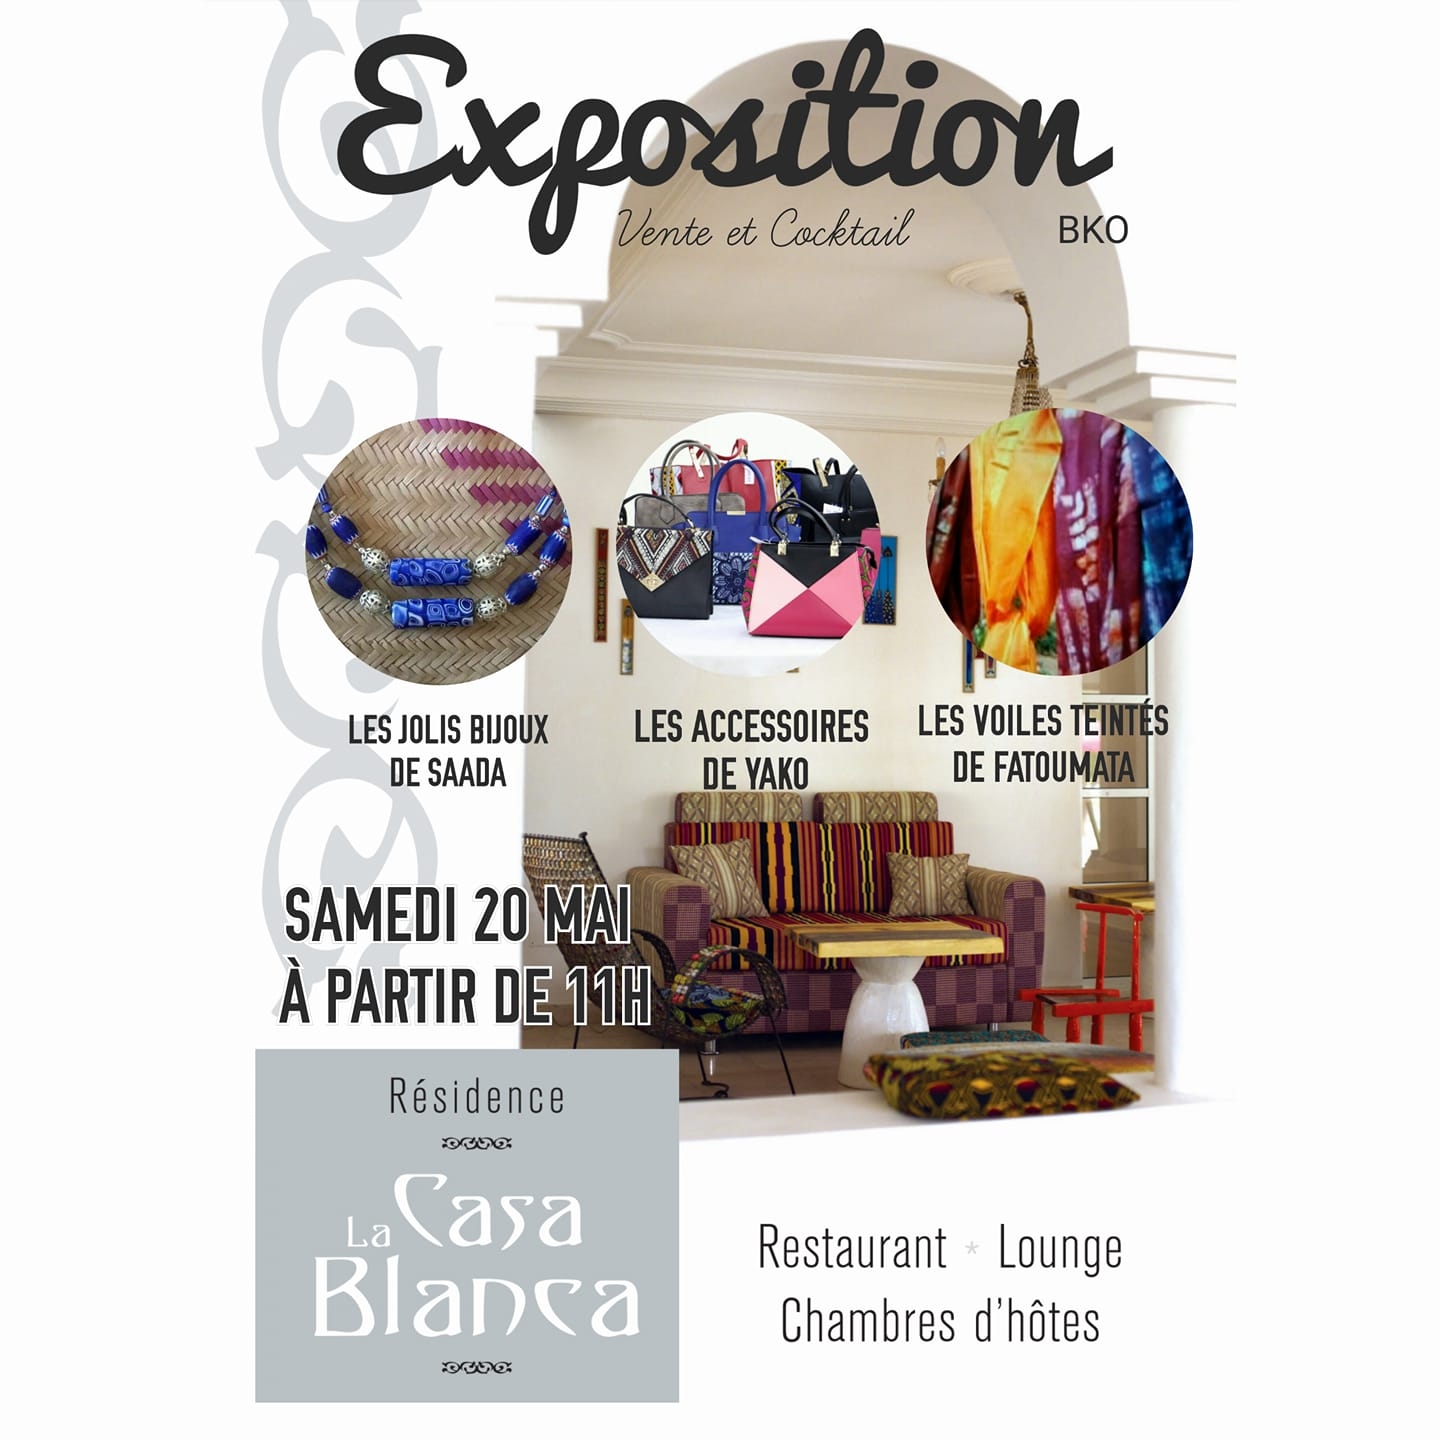 Exposition
Vente et Cocktail
BKO
LES JOLIS BIJOUX
DE SAADA
LES ACCESSOIRES
DE YAKO
LES VOILES TEINTÉS
DE FATOUMATA
SAMEDI 20 MAI
À PARTIR DE 11H
Résidence
La Casa
Blanca
Restaurant * Lounge
Chambres d'hôtes